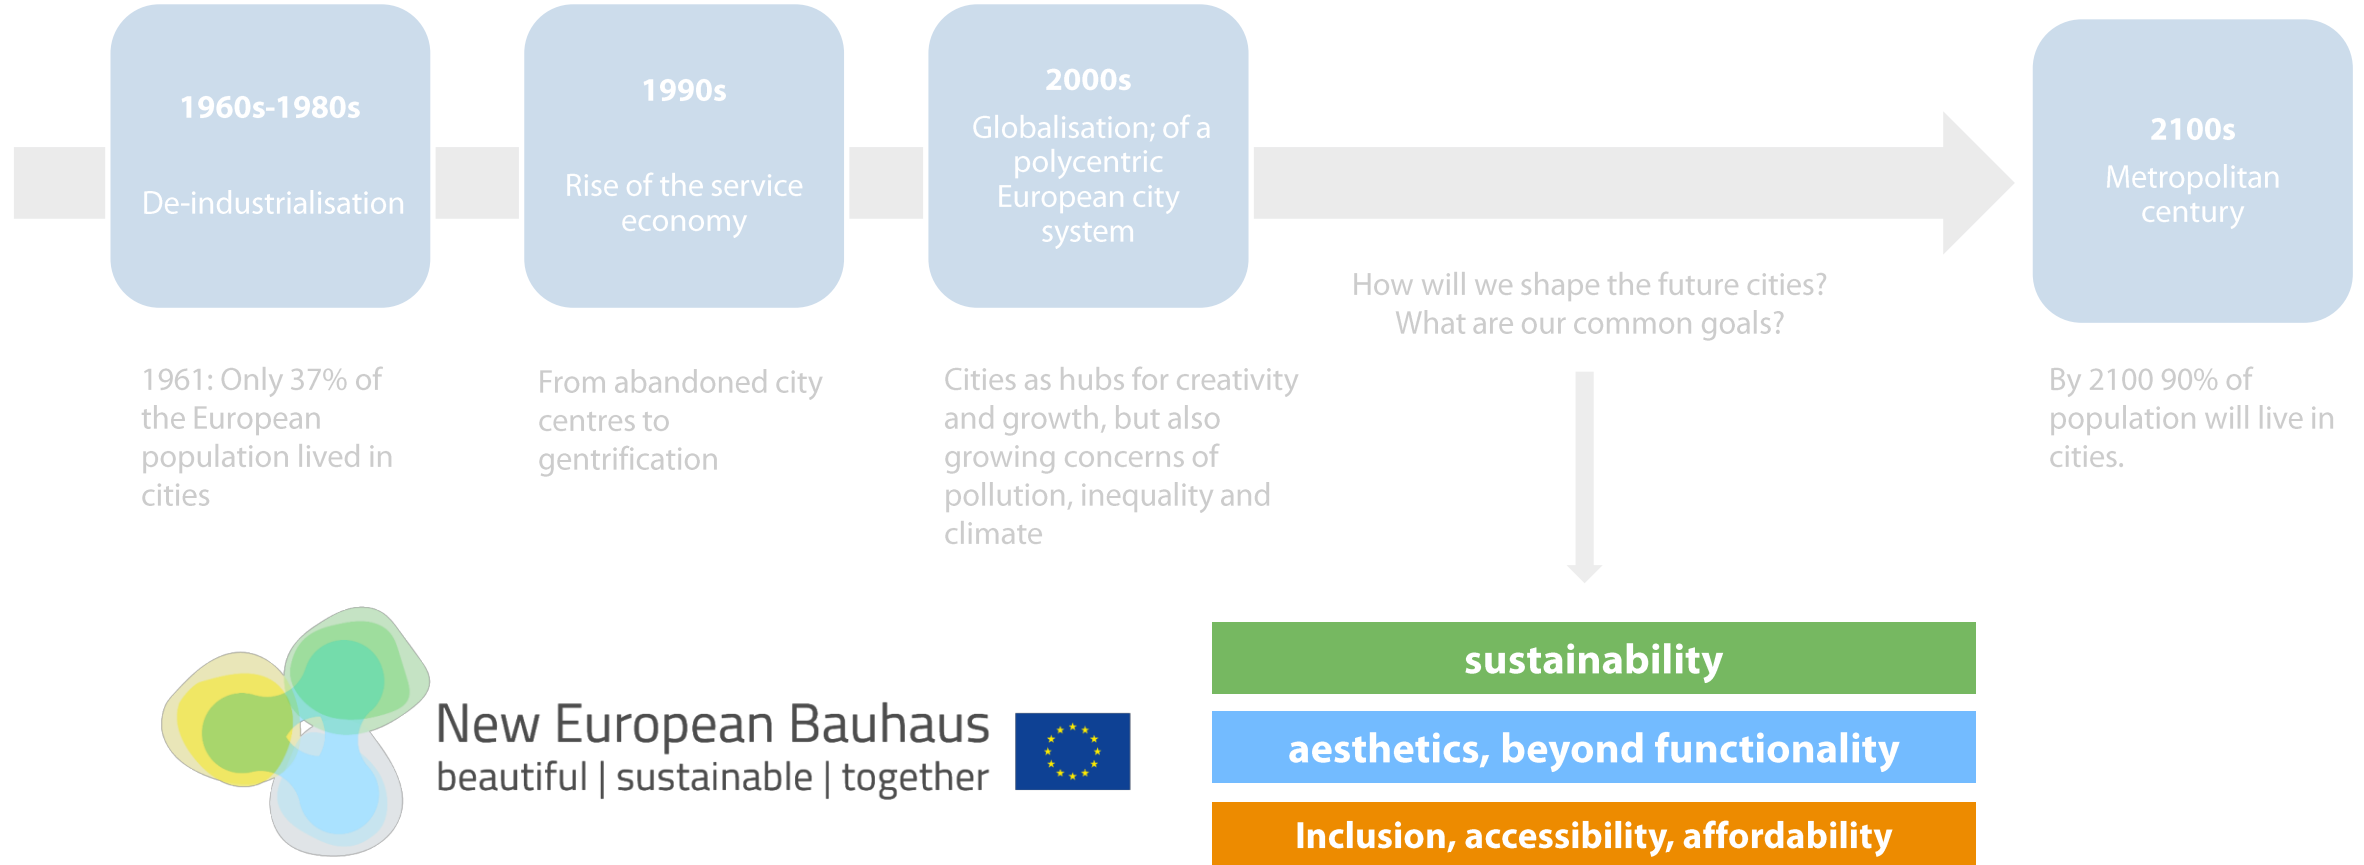 1960s-1980s
De-industrialisation
1990s
Rise of the service
economy
2000s
Globalisation; of a
polycentric
European city
system
2100s
Metropolitan
century
How will we shape the future cities?
What are our common goals?
1961: Only 37% of
the European
population lived in
cities
From abandoned city
centres to
gentrification
Cities as hubs for creativity
and growth, but also
growing concerns of
pollution, inequality and
climate
By 2100 90% of
population will live in
cities.
New European Bauhaus
beautiful | sustainable | together
sustainability
aesthetics, beyond functionality
Inclusion, accessibility, affordability